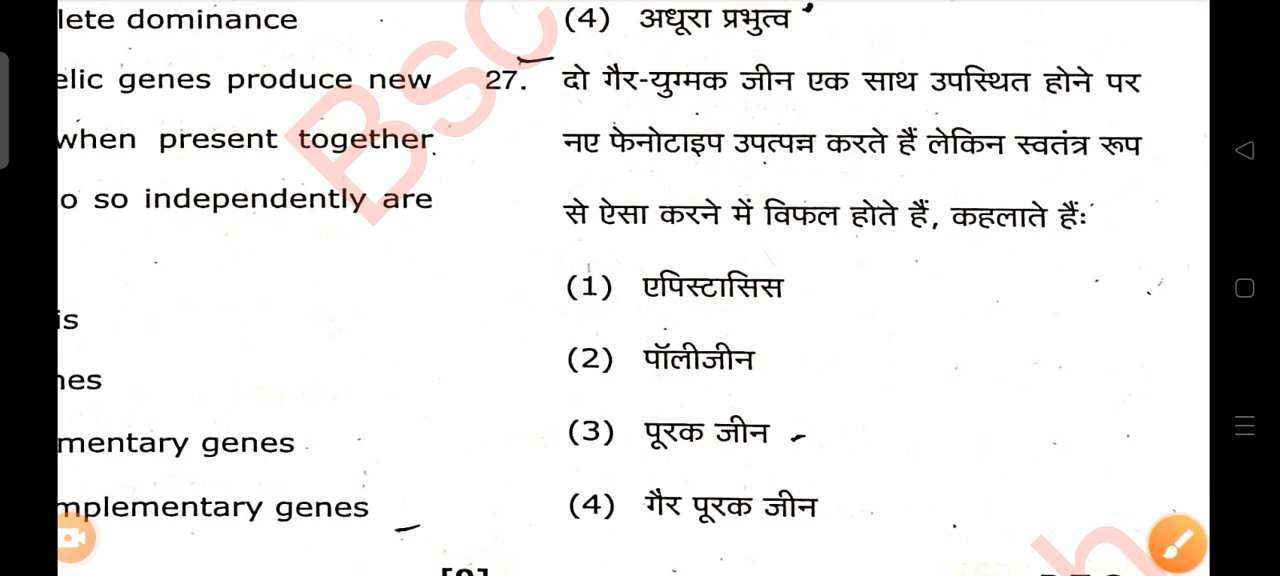 lete dominance
elic genes produce new
when present together
o so independently are
is
nes
mentary genes
mplementary genes
(4) अधूरा प्रभुत्व
27. दो गैर-युग्मक जीन एक साथ उपस्थित होने पर
नए फेनोटाइप उपत्पन्न करते हैं लेकिन स्वतंत्र रूप
से ऐसा करने में विफल होते हैं, कहलाते हैंः
(1) एपिस्टासिस
(2) पॉलीजीन
(3) पूरक जीन
(4) गैर पूरक जीन
BSC